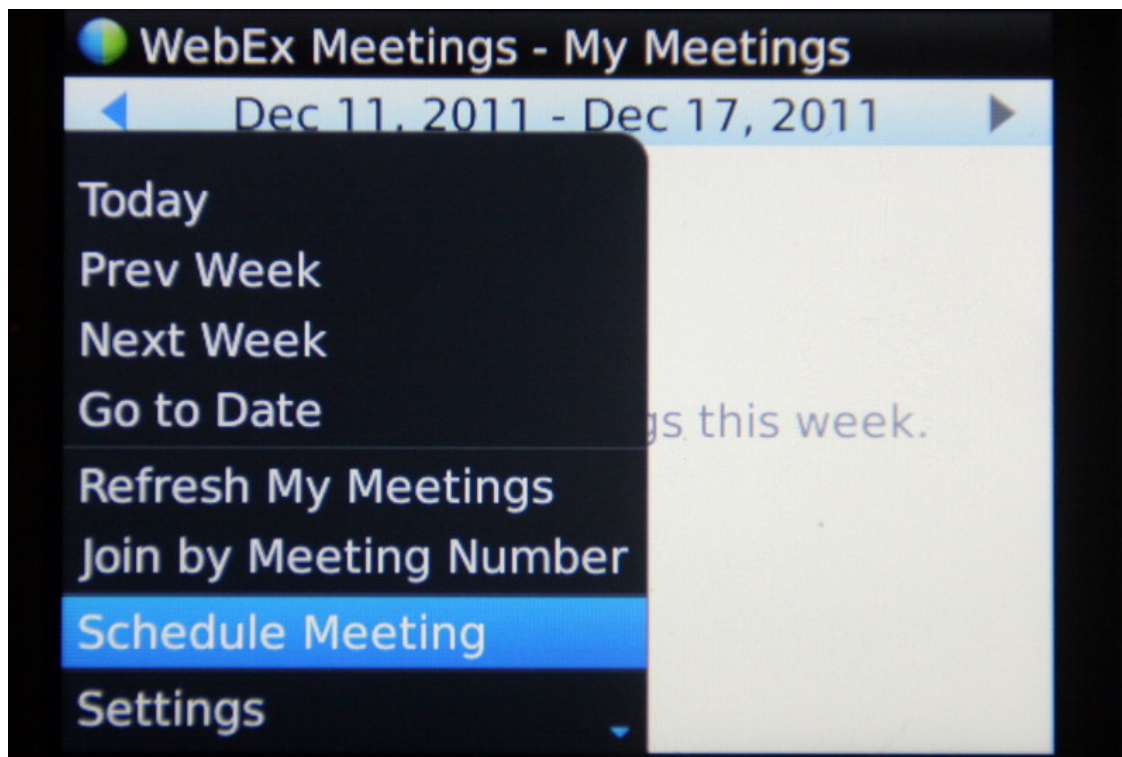 WebEx Meetings - My Meetings
Dec 11, 2011 - Dec 17, 2011
Today
Prev Week
Next Week
Go to Date
this week.
Refresh My Meetings
Join by Meeting Number
Schedule Meeting
Settings